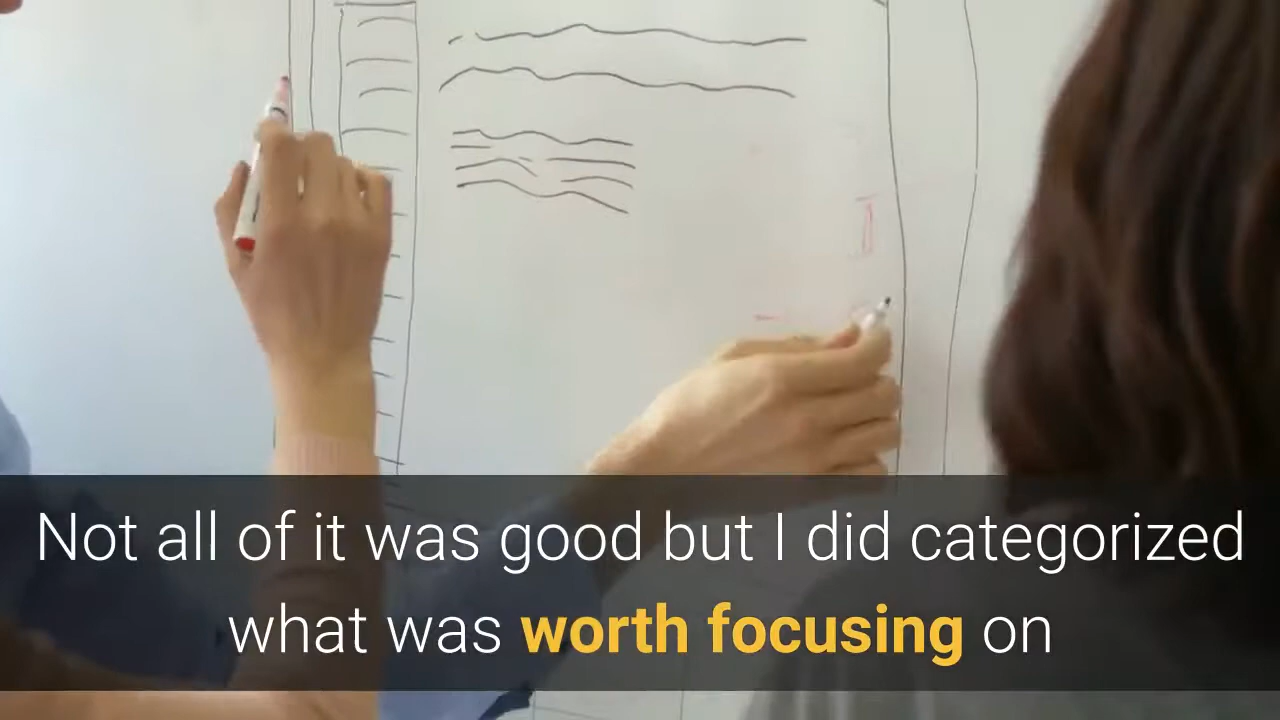 Not all of it was good but I did categorized
what was worth focusing on